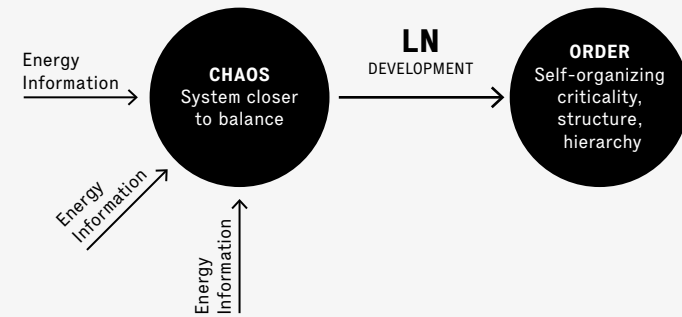 Energy
Information
CHAOS
System closer
to balance
LN
DEVELOPMENT
ORDER
Self-organizing
criticality,
structure,
hierarchy
Energy
Information
Energy
Information